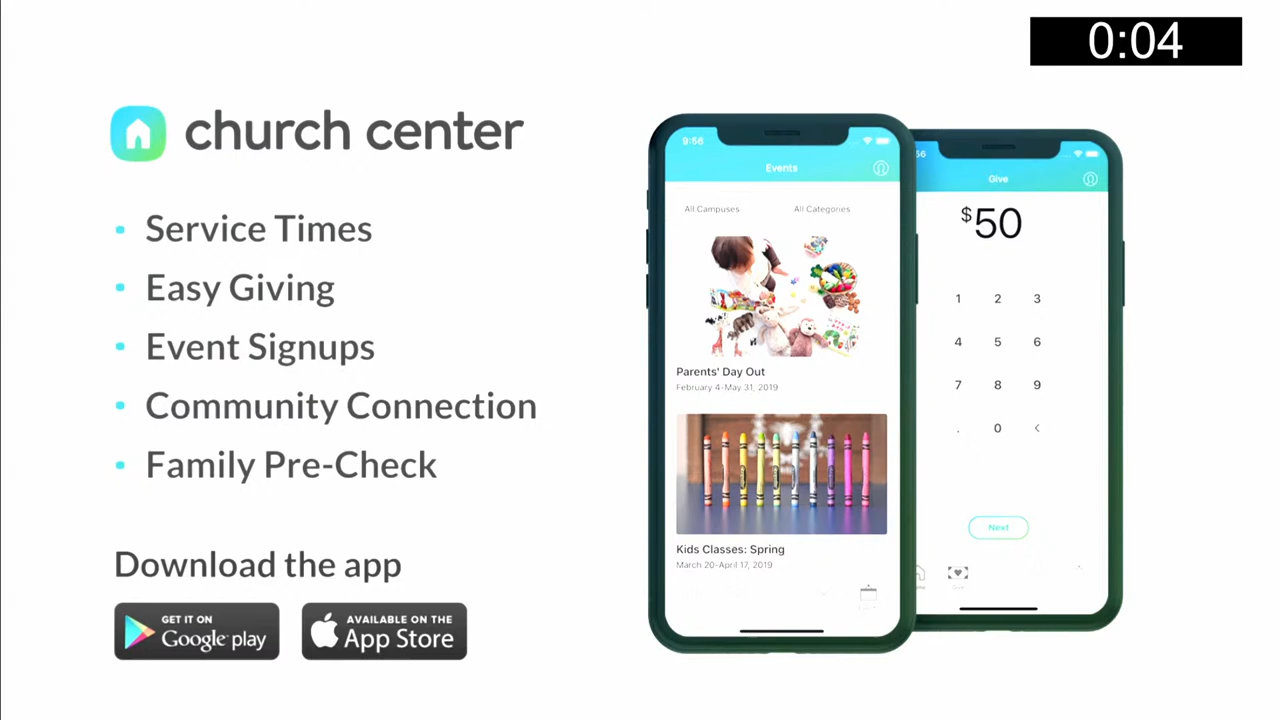 0:04
church center
Service Times
Easy Giving
Event Signups
Community Connection
Family Pre-Check
Download the app
GET IT ON
Google play
AVAILABLE ON THE
App Store
9:56
Events
All Campuses All Categories
Parents' Day Out
February 4-May 31, 2019
Kids Classes: Spring
March 20-April 17, 2019
56
Give
$50
1 2 3
4 5 6
7 8 9
. 0 <
Next